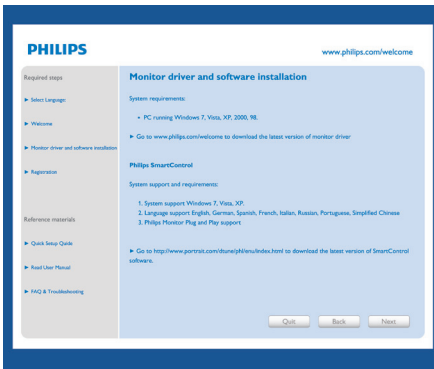 PHILIPS
www.philips.com/welcome
Required steps
Select Language
Welcome
Monitor driver and software installation
Registration
Reference materials
Quick Setup Guide
Read User Manual
FAQ & Troubleshooting
Monitor driver and software installation
System requirements:
• PC running Windows 7, Vista, XP, 2000, 98.
Go to www.philips.com/welcome to download the latest version of monitor driver
Philips SmartControl
System support and requirements:
1. System support Windows 7, Vista, XP.
2. Language support English, German, Spanish, French, Italian, Russian, Portuguese, Simplified Chinese
3. Philips Monitor Plug and Play support
Go to http://www.portrait.com/dtune/phl/enu/index.html to download the latest version of SmartControl
software.
Quit
Back
Next